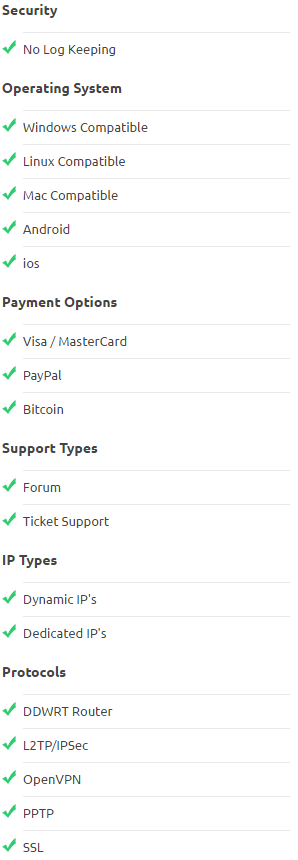 Security
No Log Keeping
Operating System
Windows Compatible
Linux Compatible
Mac Compatible
Android
ios
Payment Options
Visa / MasterCard
PayPal
Bitcoin
Support Types
Forum
Ticket Support
IP Types
Dynamic IP's
Dedicated IP's
Protocols
DDWRT Router
L2TP/IPSec
OpenVPN
PPTP
SSL